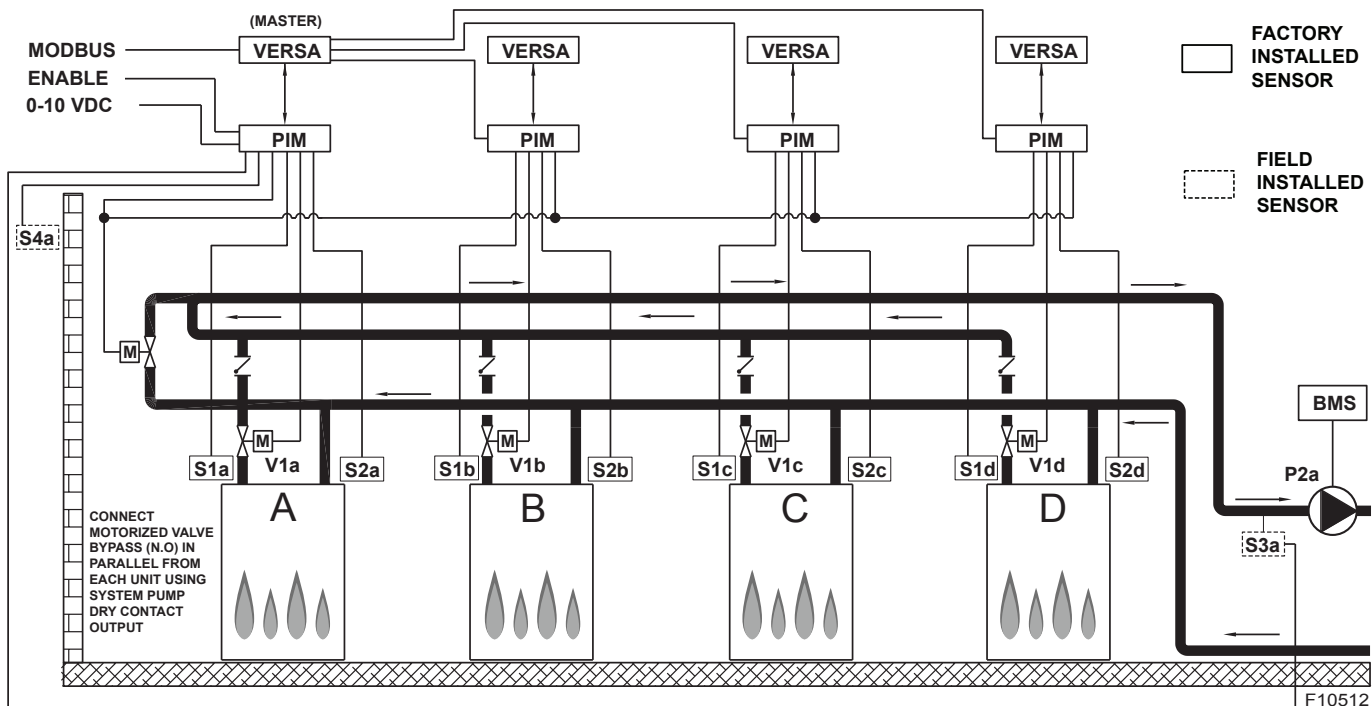 (MASTER)
MODBUS
VERSA
VERSA
VERSA
VERSA
FACTORY
INSTALLED
SENSOR
ENABLE
0-10 VDC
PIM
PIM
PIM
PIM
FIELD
INSTALLED
SENSOR
S4a
M
BMS
M
M
M
M
S1a
V1a
S2a
S1b
V1b
S2b
S1c
V1c
S2c
S1d
V1d
S2d
P2a
A
B
C
D
CONNECT
MOTORIZED VALVE
BYPASS (N.O) IN
PARALLEL FROM
EACH UNIT USING
SYSTEM PUMP
DRY CONTACT
OUTPUT
S3a
F10512